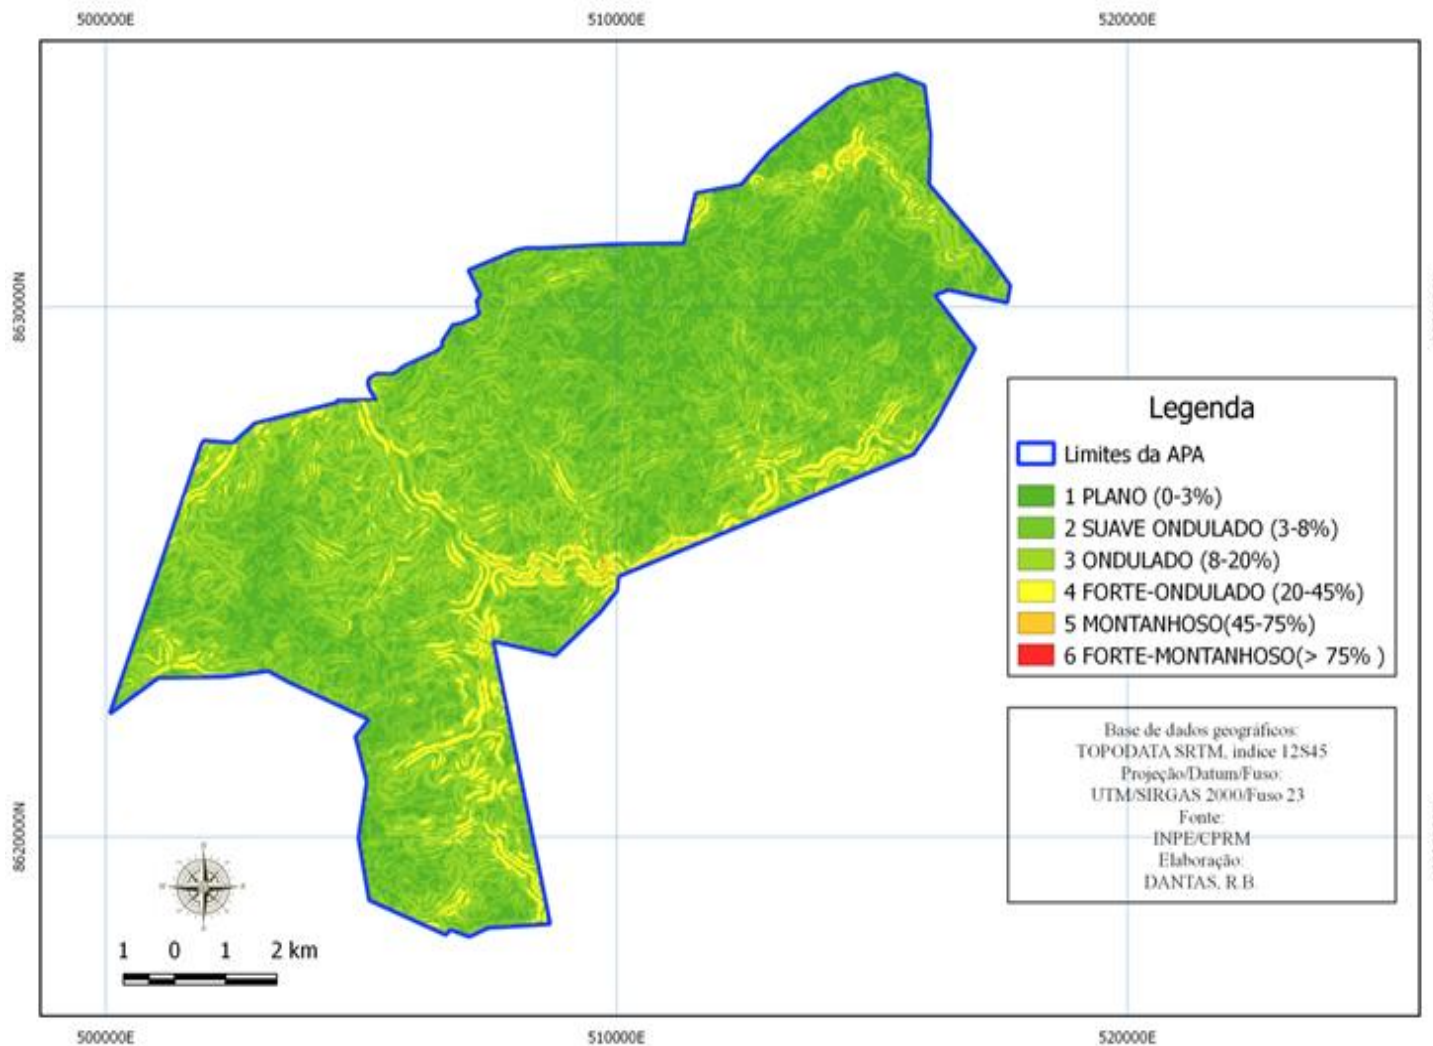 500000E 510000E 520000E
8630000N
Legenda
Limites da APA
1 PLANO (0-3%)
2 SUAVE ONDULADO (3-8%)
3 ONDULADO (8-20%)
4 FORTE-ONDULADO (20-45%)
5 MONTANHOSO(45-75%)
6 FORTE-MONTANHOSO(> 75% )
Base de dados geográficos:
TOPODATA SRTM, indice 12S45
Projeção/Datum/Fuso:
UTM/SIRGAS 2000/Fuso 23
Fonte:
INPE/CPRM
Elaboração:
DANTAS, R.B.
8620000N
1 0 1 2 km
500000E 510000E 520000E